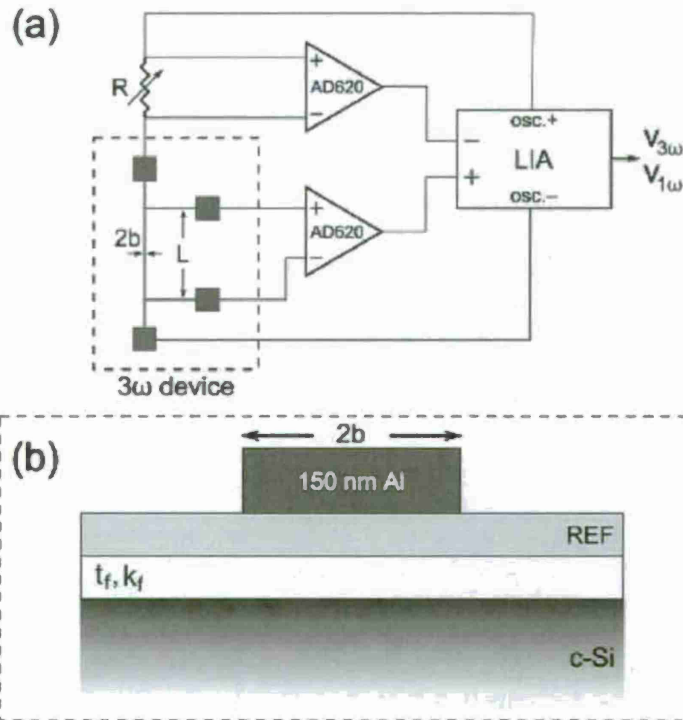 (a)
R
+
AD620
−
osc.+
LIA
osc.−
−
+
V3ω
V1ω
2b
L
+
AD620
−
3ω device
(b)
2b
150 nm Al
REF
tf, kf
c-Si